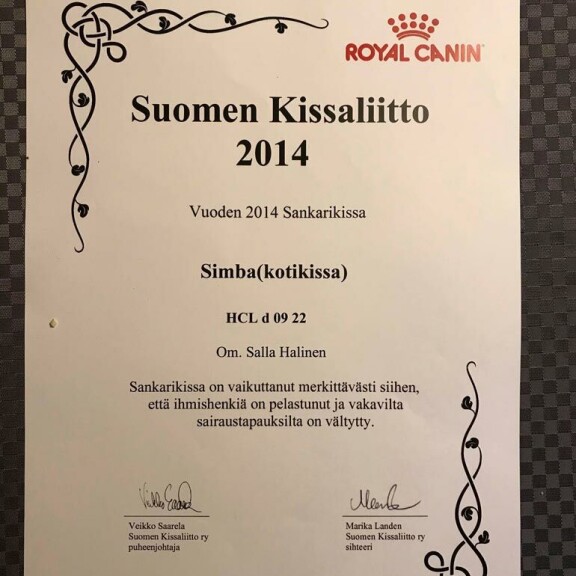 ROYAL CANIN
Suomen Kissaliitto
2014
Vuoden 2014 Sankarikissa
Simba(kotikissa)
HCL d 09 22
Om. Salla Halinen
Sankarikissa on vaikuttanut merkittävästi siihen,
että ihmishenkiä on pelastunut ja vakavilta
sairaustapauksilta on vältytty.
Veikko Saarela
Suomen Kissaliitto ry
puheenjohtaja
Marika Landen
Suomen Kissaliitto ry
sihteeri